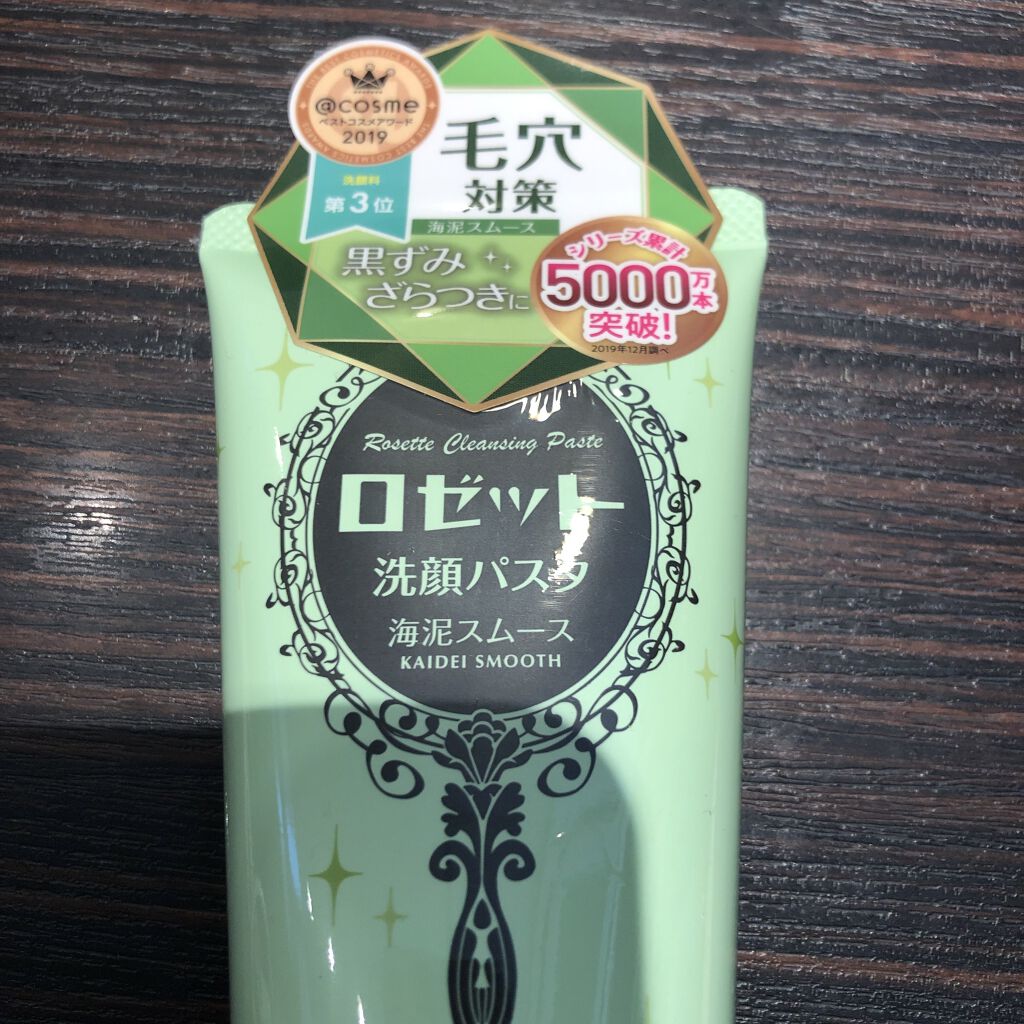 @cosme
ベストコスメアワード
2019
洗顔料
第3位
毛穴
対策
海泥スムース
黒ずみ
ざらつきに
シリーズ累計
5000万本
突破!
2019年12月調べ
Rosette Cleansing Paste
ロゼット
洗顔パスタ
海泥スムース
KAIDEI SMOOTH